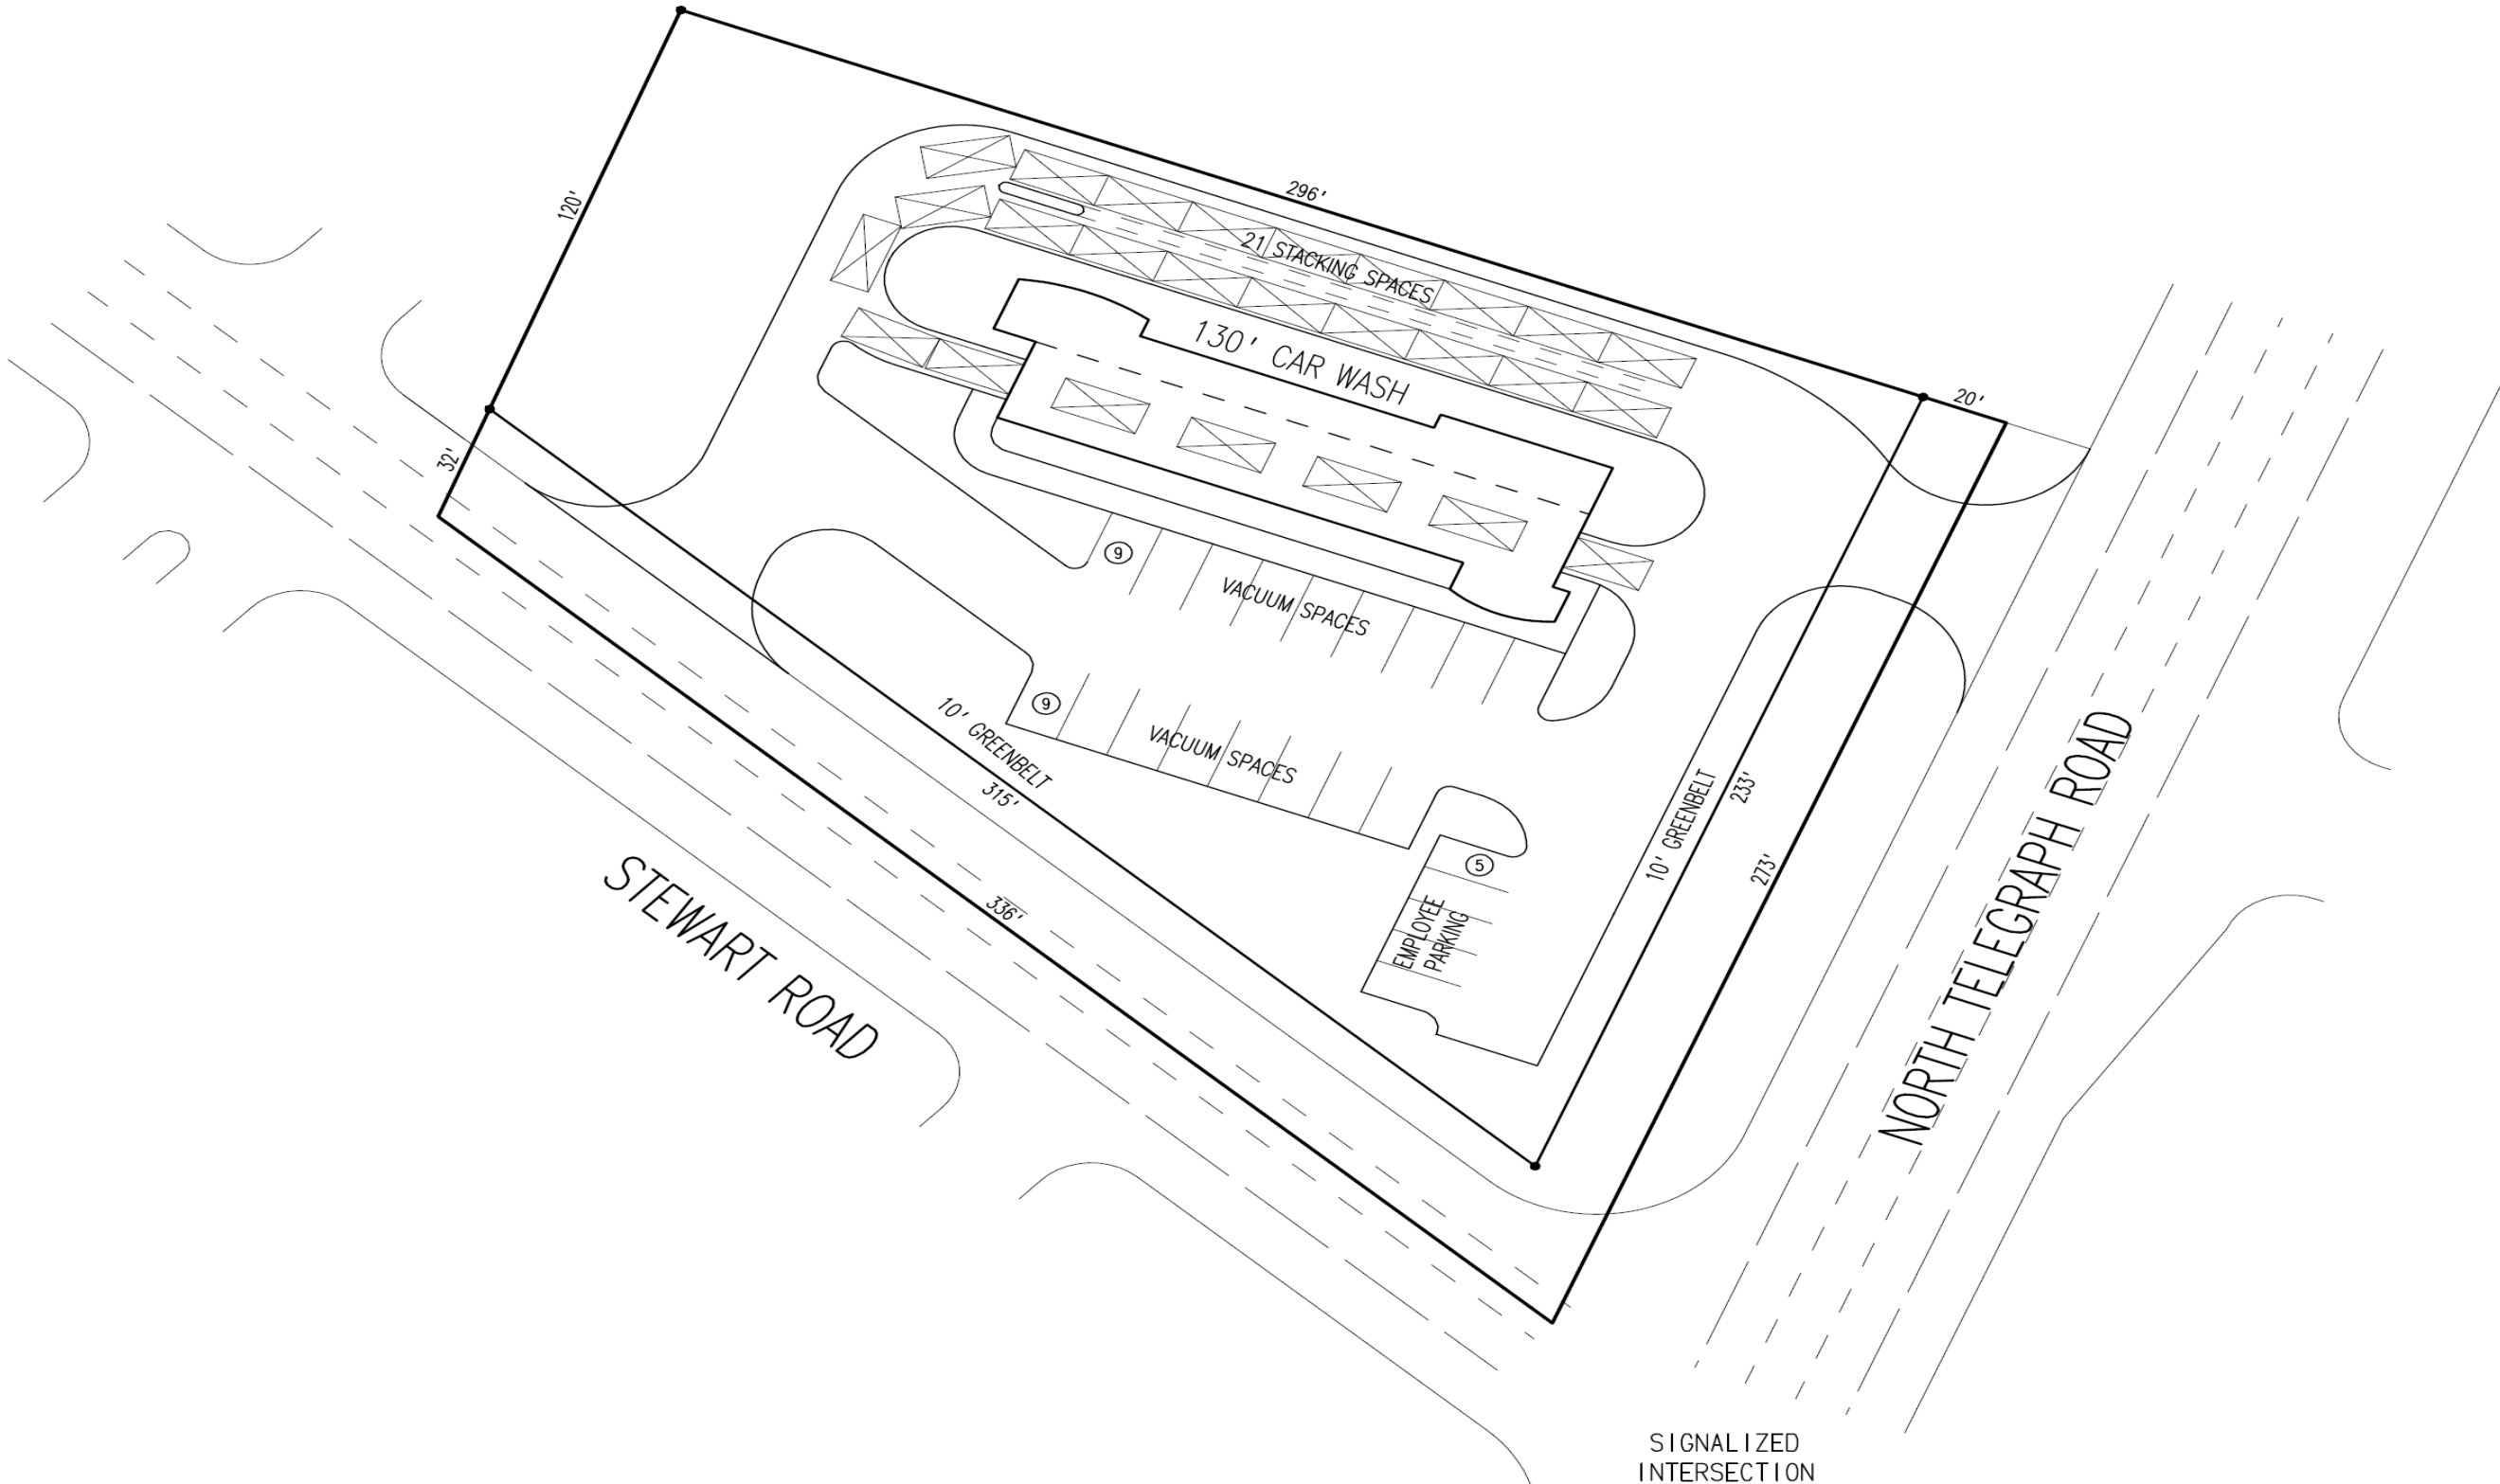 120'
296'
21 STACKING SPACES
130' CAR WASH
20'
32'
9
VACUUM SPACES
9
VACUUM SPACES
10' GREENBELT
315'
5
EMPLOYEE
PARKING
10' GREENBELT
233'
273'
336'
STEWART ROAD
NORTH TELEGRAPH ROAD
SIGNALIZED
INTERSECTION